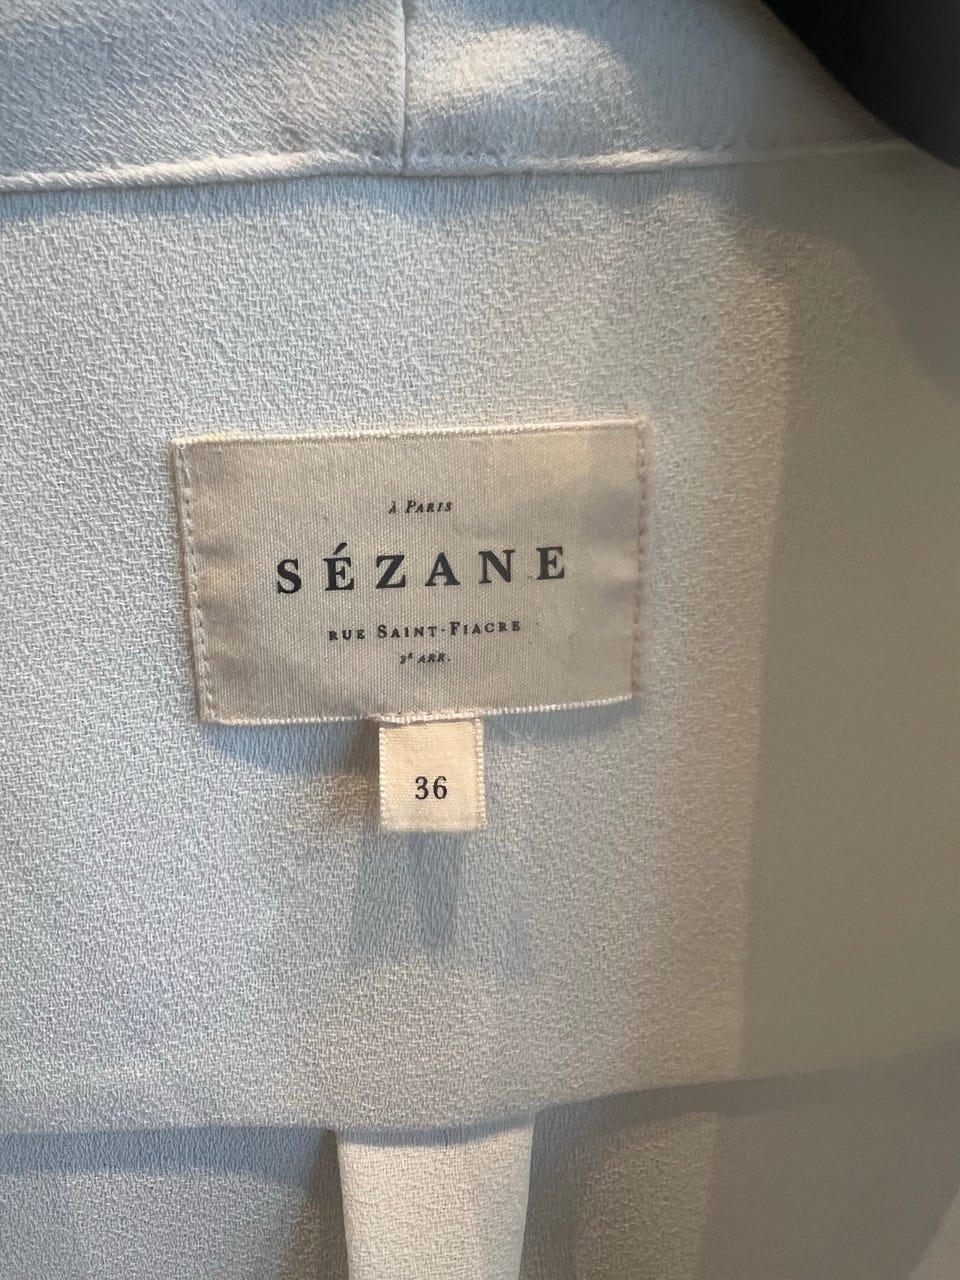 À PARIS
SÉZANE
RUE SAINT-FIACRE
2E ARR.
36